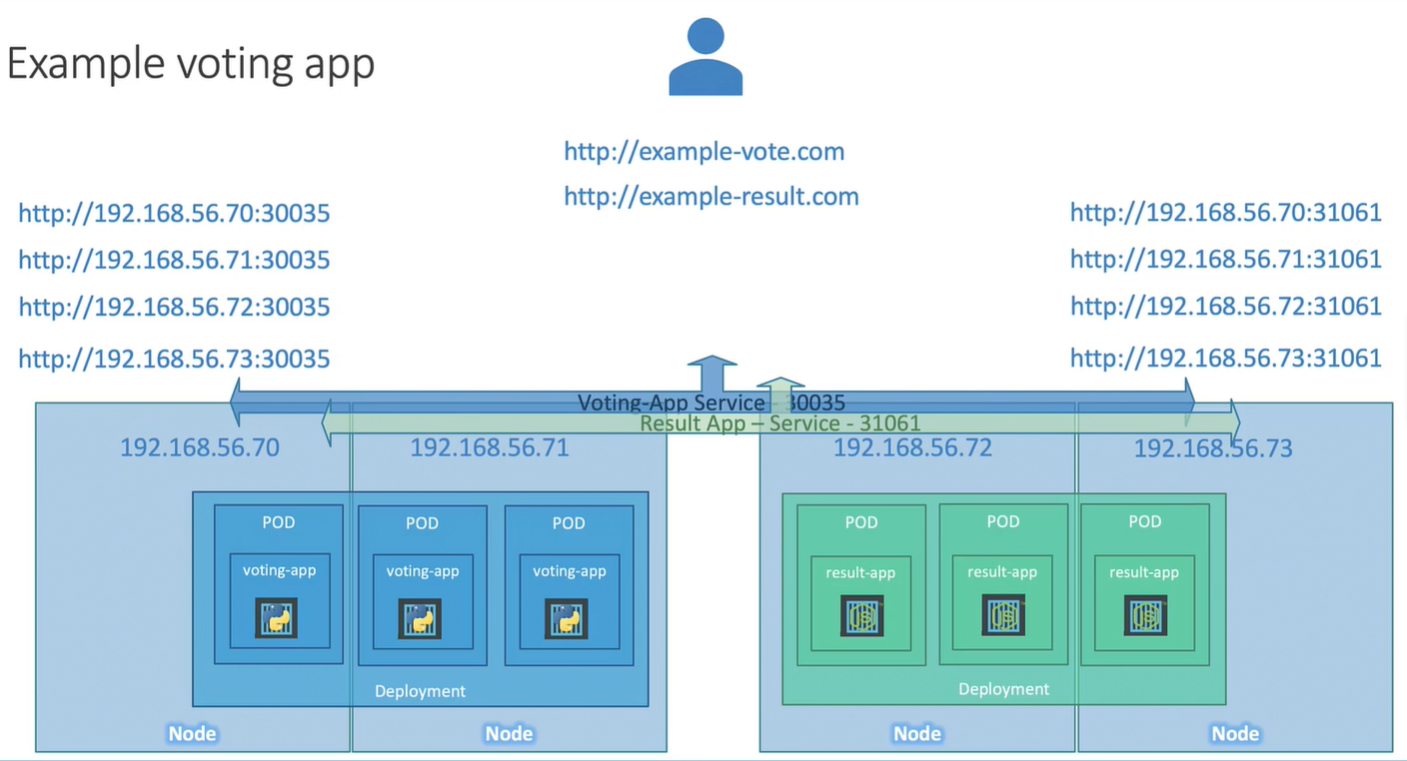 Example voting app
http://example-vote.com
http://example-result.com
http://192.168.56.70:30035
http://192.168.56.71:30035
http://192.168.56.72:30035
http://192.168.56.73:30035
http://192.168.56.70:31061
http://192.168.56.71:31061
http://192.168.56.72:31061
http://192.168.56.73:31061
Voting-App Service - 30035
Result App – Service - 31061
192.168.56.70
192.168.56.71
192.168.56.72
192.168.56.73
POD
voting-app
POD
voting-app
POD
voting-app
Deployment
POD
result-app
JS
POD
result-app
JS
POD
result-app
JS
Deployment
Node
Node
Node
Node